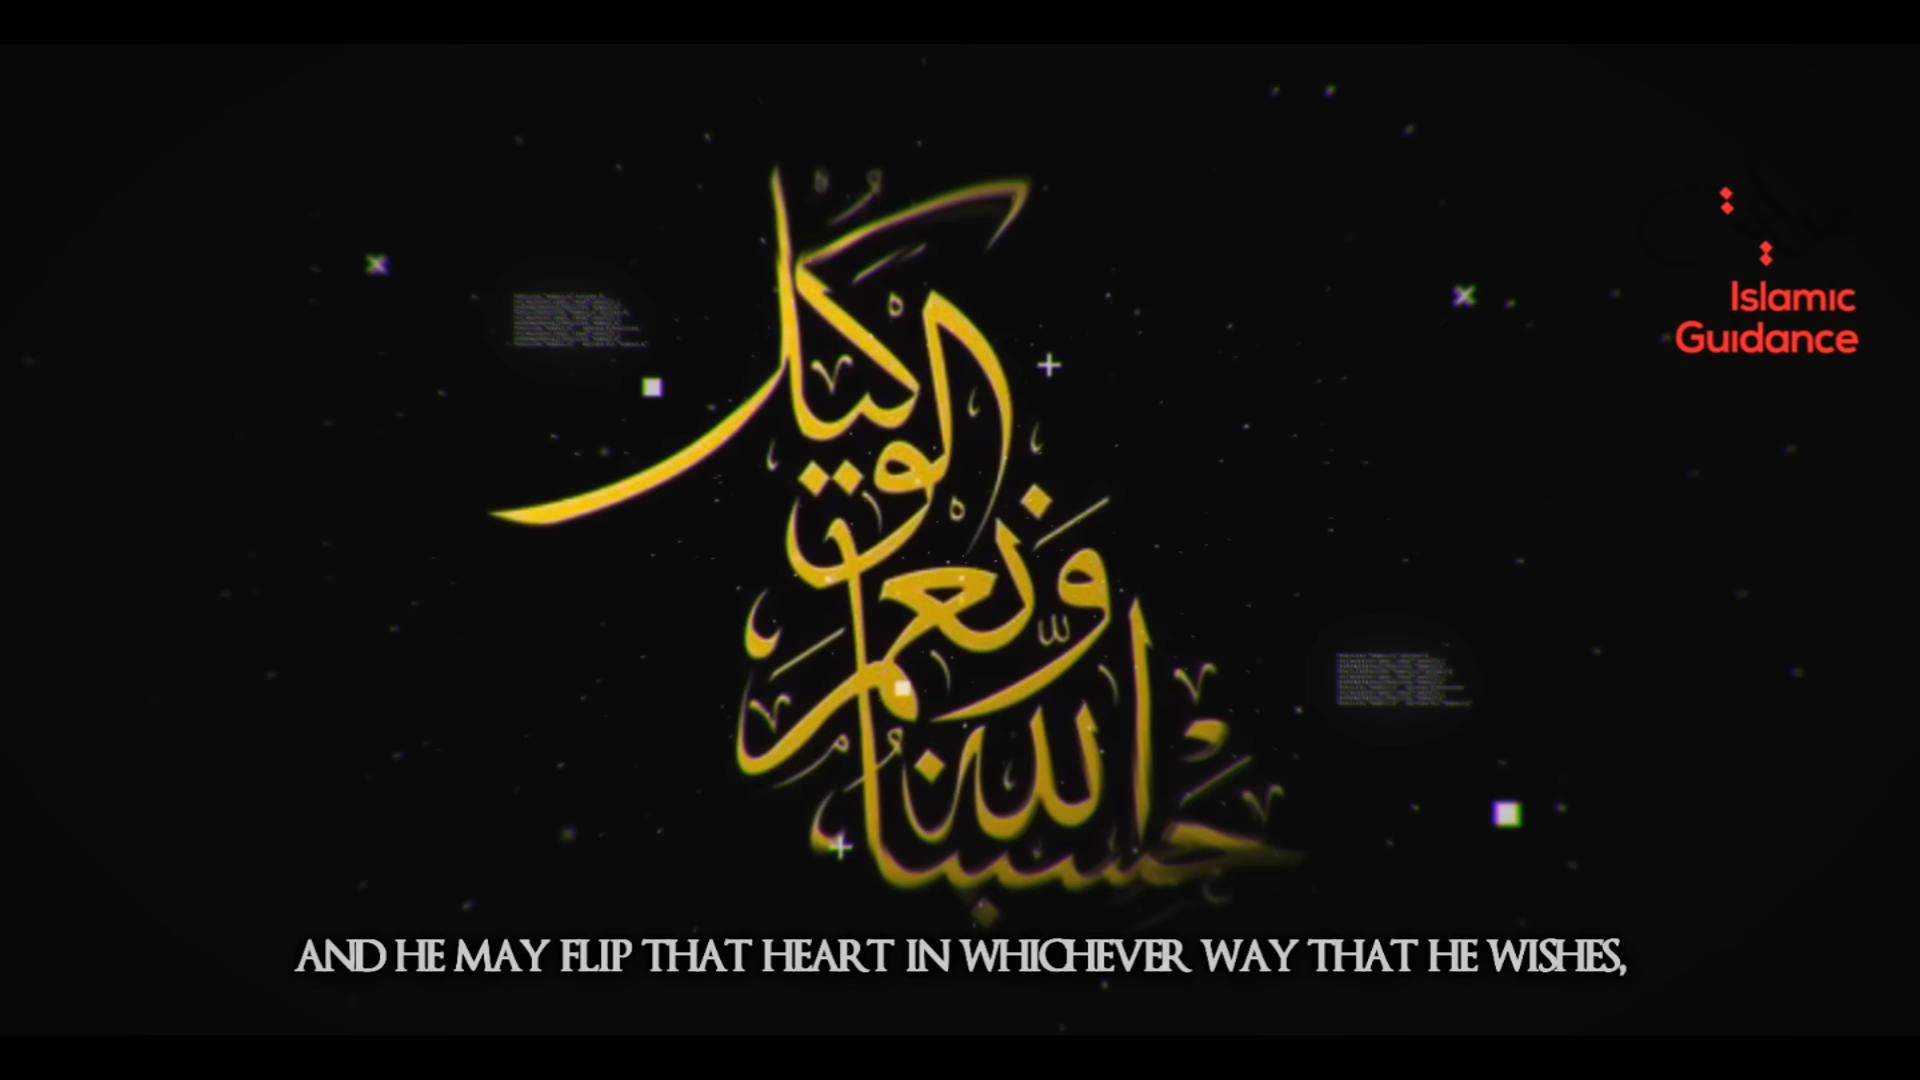 حسبنا الله
ونعم
الوكيل
Islamic
Guidance
AND HE MAY FLIP THAT HEART IN WHICHEVER WAY THAT HE WISHES,